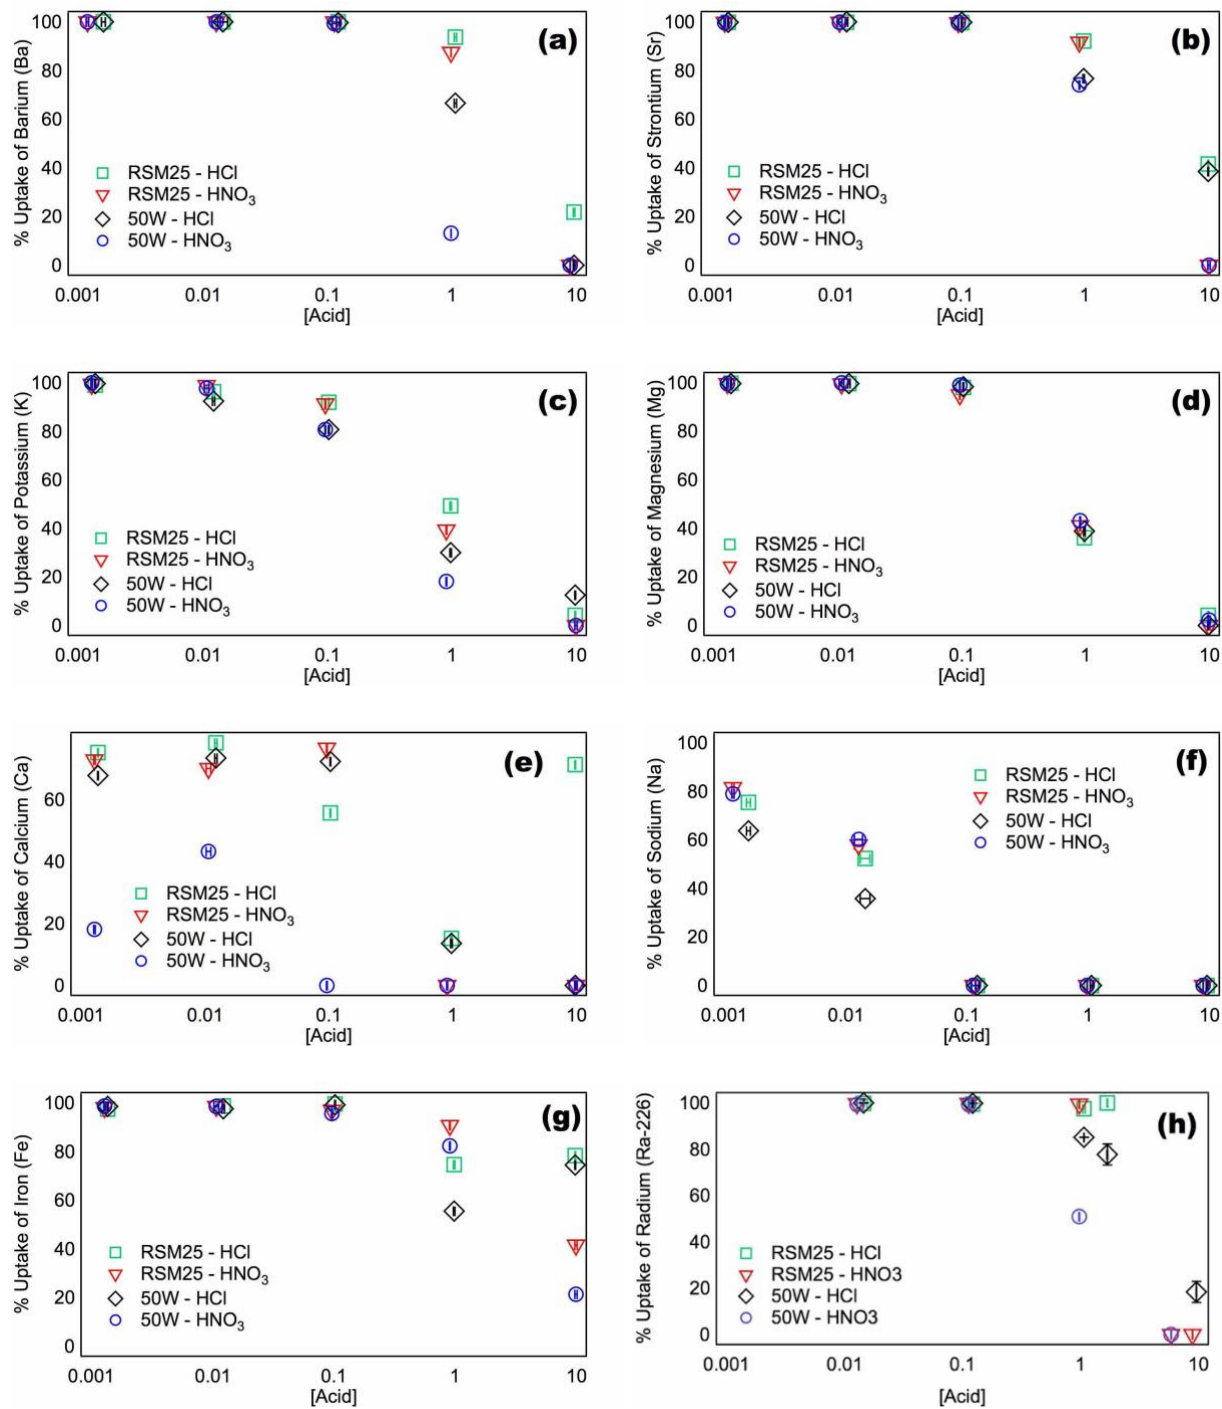 (a)
% Uptake of Barium (Ba)
100
80
60
40
20
0
RSM25 - HCl
RSM25 - HNO3
50W - HCl
50W - HNO3
0.001 0.01 0.1 1 10
[Acid]
(b)
% Uptake of Strontium (Sr)
100
80
60
40
20
0
RSM25 - HCl
RSM25 - HNO3
50W - HCl
50W - HNO3
0.001 0.01 0.1 1 10
[Acid]
(c)
% Uptake of Potassium (K)
100
80
60
40
20
0
RSM25 - HCl
RSM25 - HNO3
50W - HCl
50W - HNO3
0.001 0.01 0.1 1 10
[Acid]
(d)
% Uptake of Magnesium (Mg)
100
80
60
40
20
0
RSM25 - HCl
RSM25 - HNO3
50W - HCl
50W - HNO3
0.001 0.01 0.1 1 10
[Acid]
(e)
% Uptake of Calcium (Ca)
60
40
20
0
RSM25 - HCl
RSM25 - HNO3
50W - HCl
50W - HNO3
0.001 0.01 0.1 1 10
[Acid]
(f)
% Uptake of Sodium (Na)
100
80
60
40
20
0
RSM25 - HCl
RSM25 - HNO3
50W - HCl
50W - HNO3
0.001 0.01 0.1 1 10
[Acid]
(g)
% Uptake of Iron (Fe)
100
80
60
40
20
0
RSM25 - HCl
RSM25 - HNO3
50W - HCl
50W - HNO3
0.001 0.01 0.1 1 10
[Acid]
(h)
% Uptake of Radium (Ra-226)
100
80
60
40
20
0
RSM25 - HCl
RSM25 - HNO3
50W - HCl
50W - HNO3
0.001 0.01 0.1 1 10
[Acid]